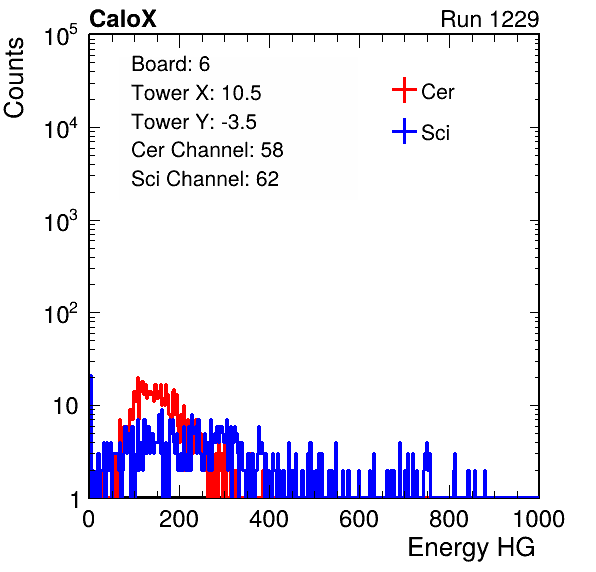 CaloX Run 1229
Counts
Board: 6
Tower X: 10.5
Tower Y: -3.5
Cer Channel: 58
Sci Channel: 62
Cer
Sci
10^5
10^4
10^3
10^2
10
1
0 200 400 600 800 1000
Energy HG